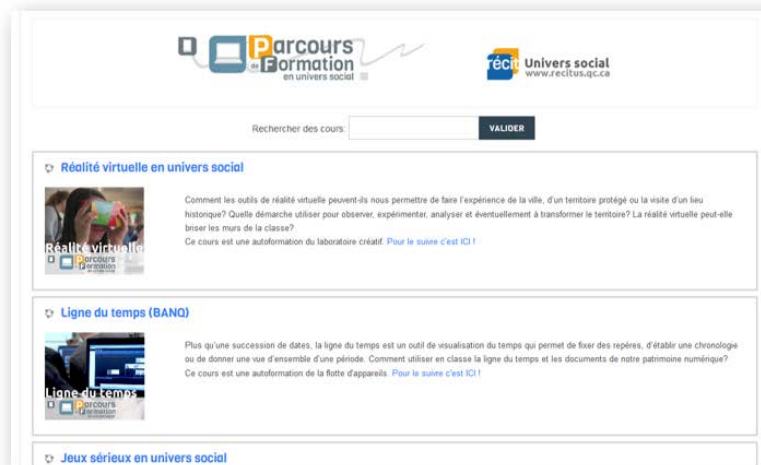 Parcours
de Formation
en univers social
récit Univers social
www.recitus.qc.ca
Rechercher des cours: VALIDER
Réalité virtuelle en univers social
Comment les outils de réalité virtuelle peuvent-ils nous permettre de faire l'expérience de la ville, d'un territoire protégé ou la visite d'un lieu
historique? Quelle démarche utiliser pour observer, expérimenter, analyser et éventuellement à transformer le territoire? La réalité virtuelle peut-elle
briser les murs de la classe?
Ce cours est une autoformation du laboratoire créatif. Pour le suivre c'est ICI !
Réalité virtuelle
Parcours
de Formation
Ligne du temps (BANQ)
Plus qu'une succession de dates, la ligne du temps est un outil de visualisation du temps qui permet de fixer des repères, d'établir une chronologie
ou de donner une vue d'ensemble d'une période. Comment utiliser en classe la ligne du temps et les documents de notre patrimoine numérique?
Ce cours est une autoformation de la flotte d'appareils. Pour le suivre c'est ICI !
Ligne du temps
Parcours
de Formation
Jeux sérieux en univers social